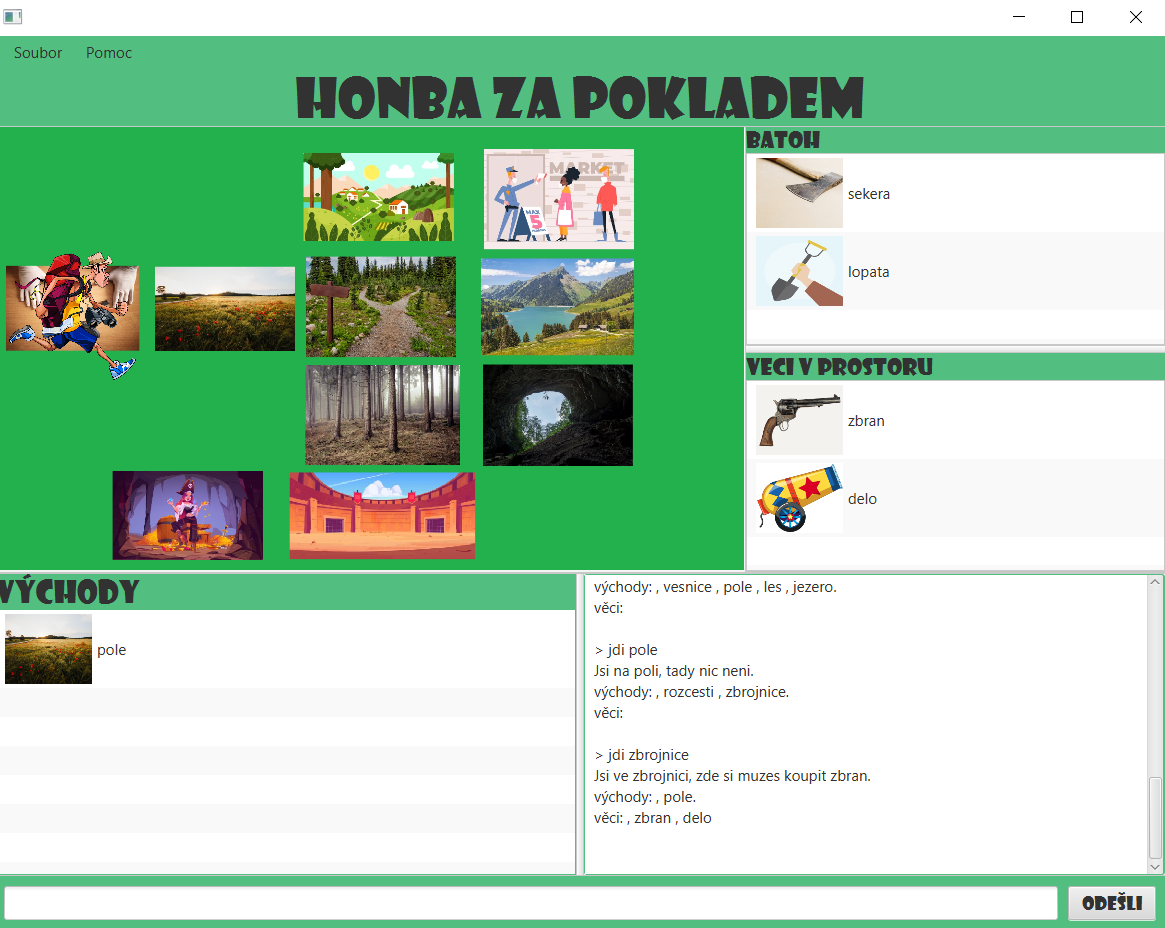 Soubor Pomoc
HONBA ZA POKLADEM
BATOH
sekera
lopata
MARKET
MAX
5
VECI V PROSTORU
zbran
delo
VÝCHODY
pole
východy: , vesnice , pole , les , jezero.
věci:
> jdi pole
Jsi na poli, tady nic neni.
východy: , rozcesti , zbrojnice.
věci:
> jdi zbrojnice
Jsi ve zbrojnici, zde si muzes koupit zbran.
východy: , pole.
věci: , zbran , delo
ODEŠLI